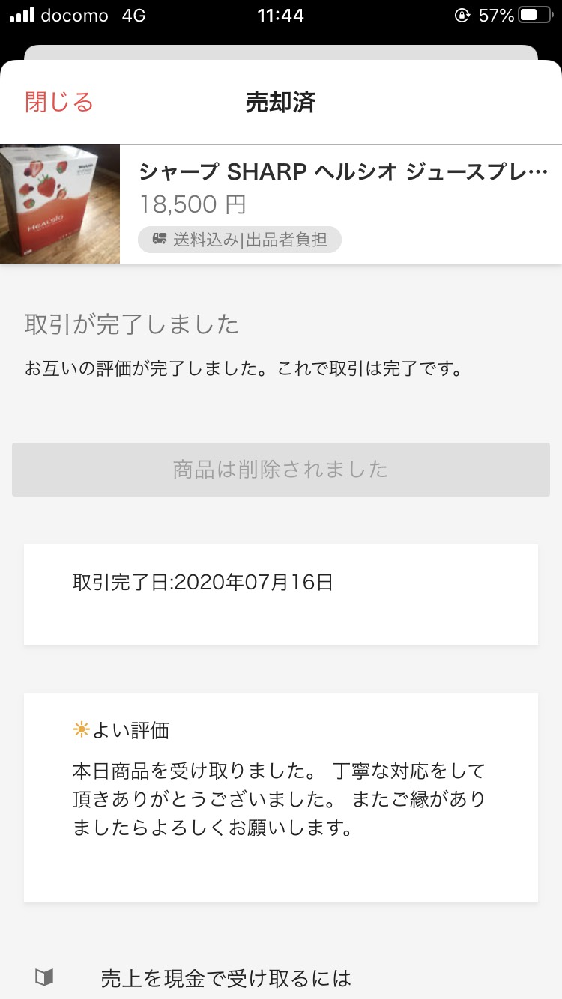 docomo 4G 11:44 57%
閉じる 売却済
シャープ SHARP ヘルシオ ジュースプレ…
18,500 円
送料込み|出品者負担
HEALSIO
取引が完了しました
お互いの評価が完了しました。これで取引は完了です。
商品は削除されました
取引完了日:2020年07月16日
よい評価
本日商品を受け取りました。 丁寧な対応をして
頂きありがとうございました。 またご縁があり
ましたらよろしくお願いします。
売上を現金で受け取るには